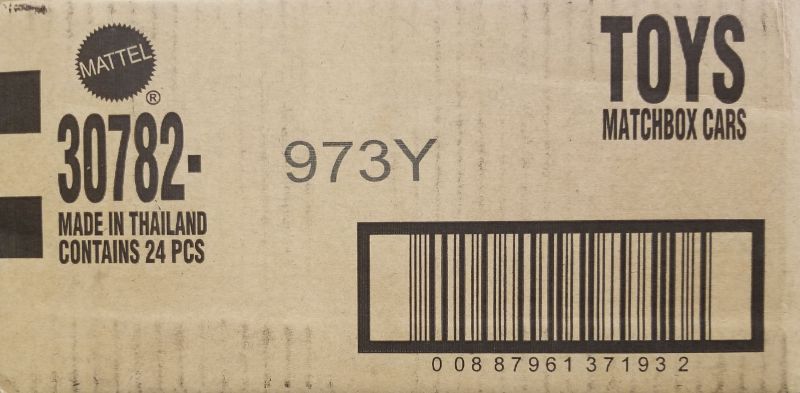 MATTEL
®
30782-
MADE IN THAILAND
CONTAINS 24 PCS
973Y
TOYS
MATCHBOX CARS
0 08 87961 37193 2